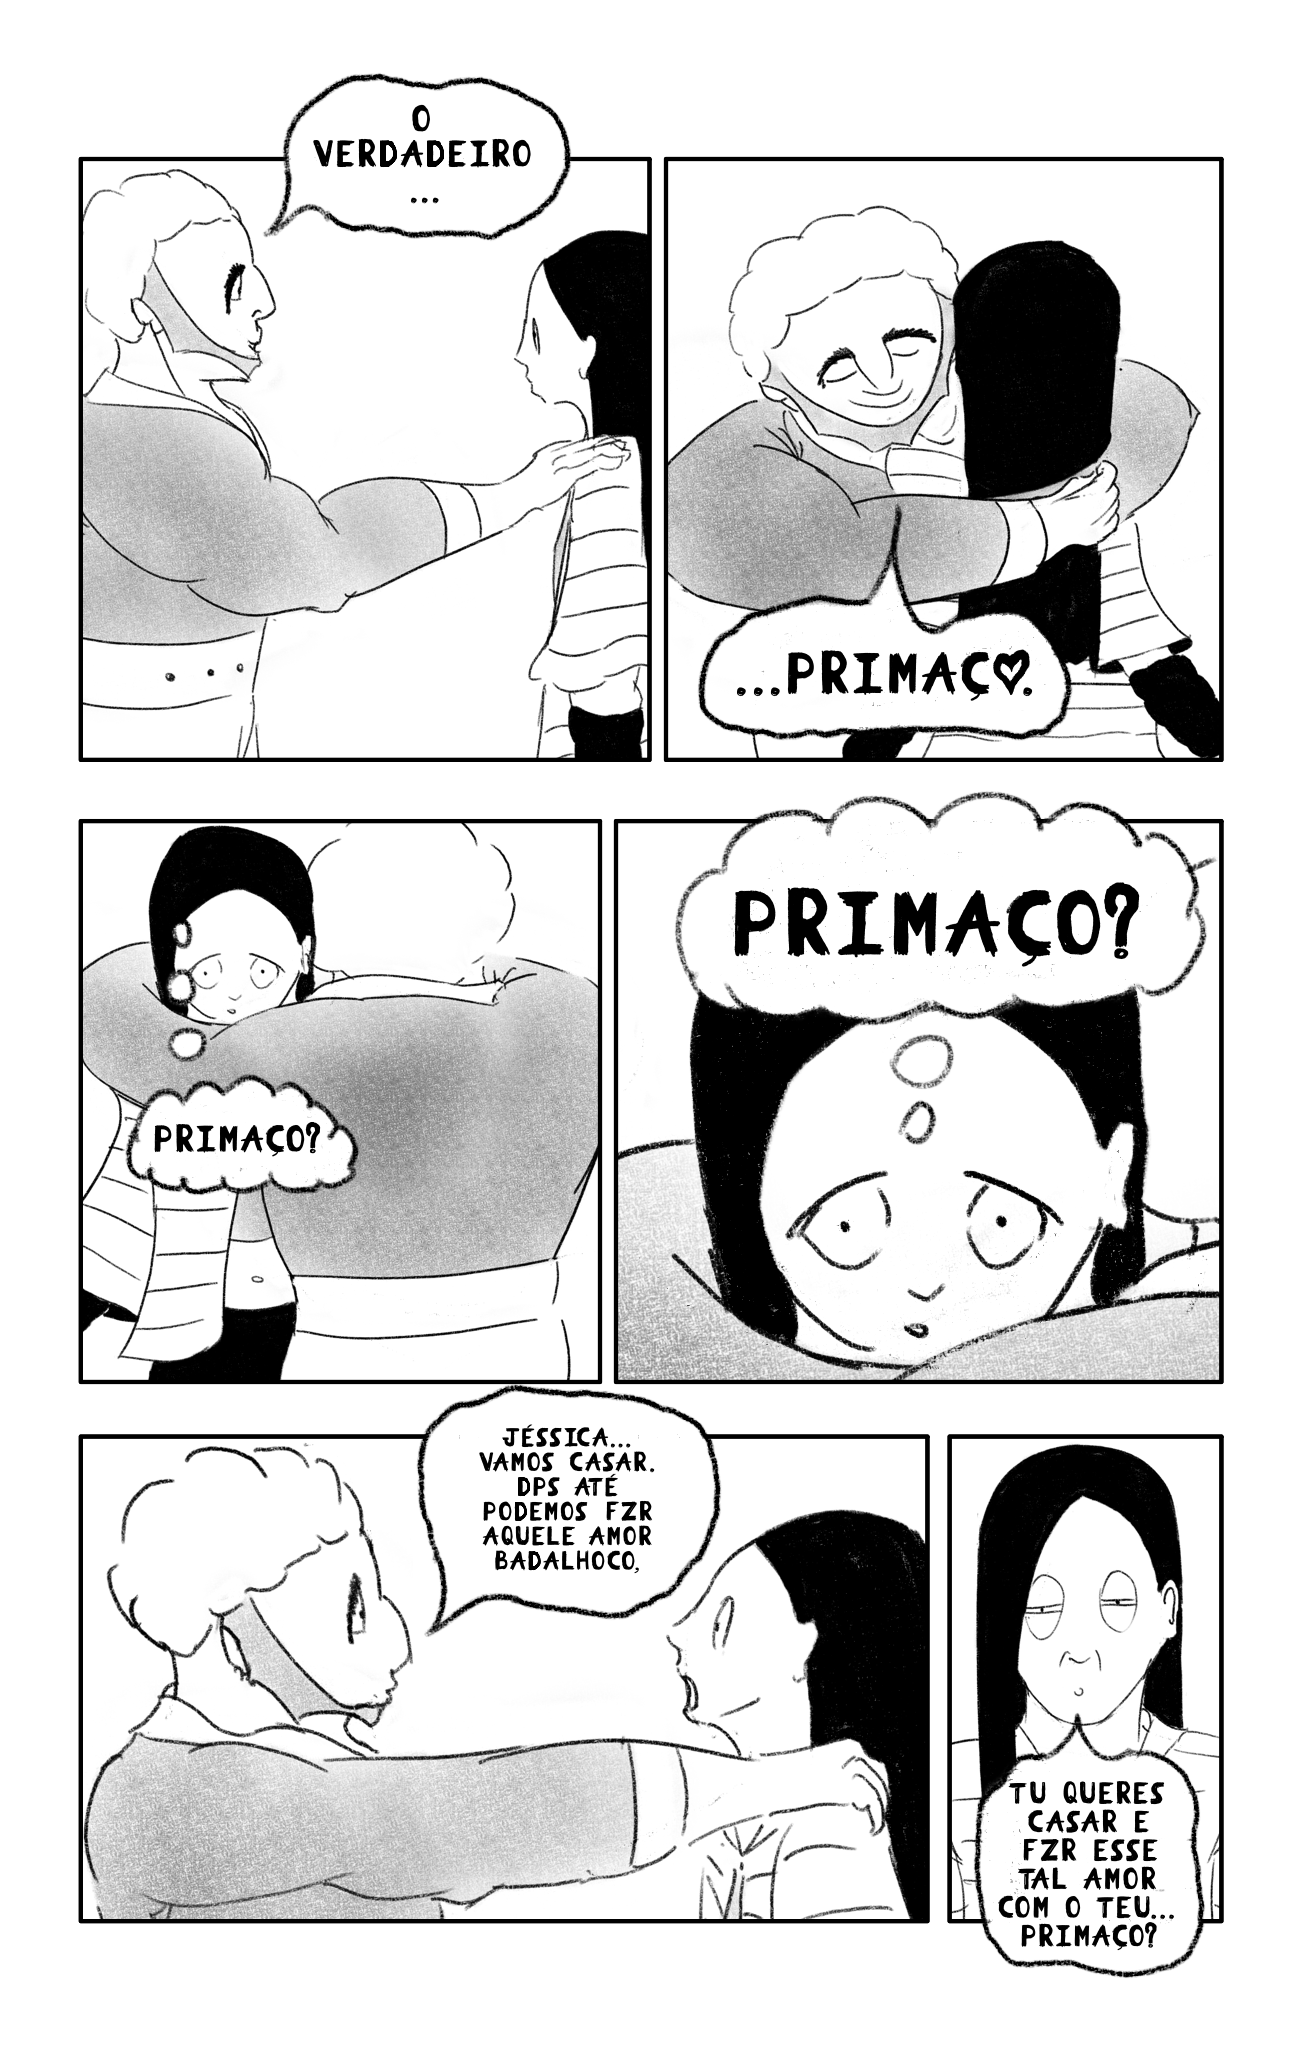 O
VERDADEIRO
...
...PRIMAÇ♡.
PRIMAÇO?
PRIMAÇO?
JÉSSICA...
VAMOS CASAR.
DPS ATÉ
PODEMOS FZR
AQUELE AMOR
BADALHOCO,
TU QUERES
CASAR E
FZR ESSE
TAL AMOR
COM O TEU...
PRIMAÇO?